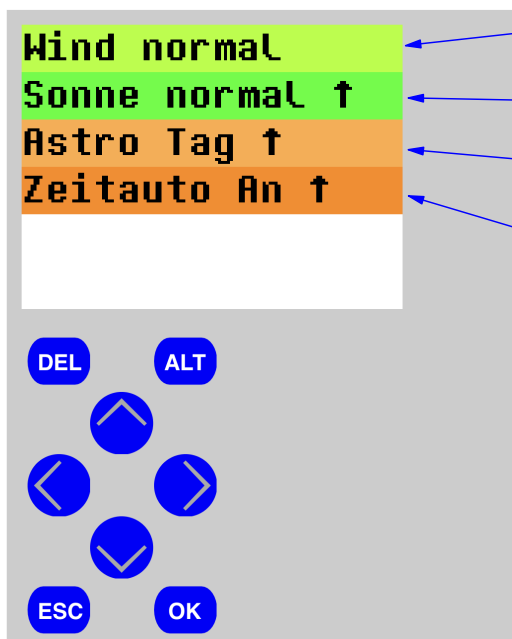 Wind normal
Sonne normal ↑
Astro Tag ↑
Zeitauto An ↑
DEL ALT
ESC OK